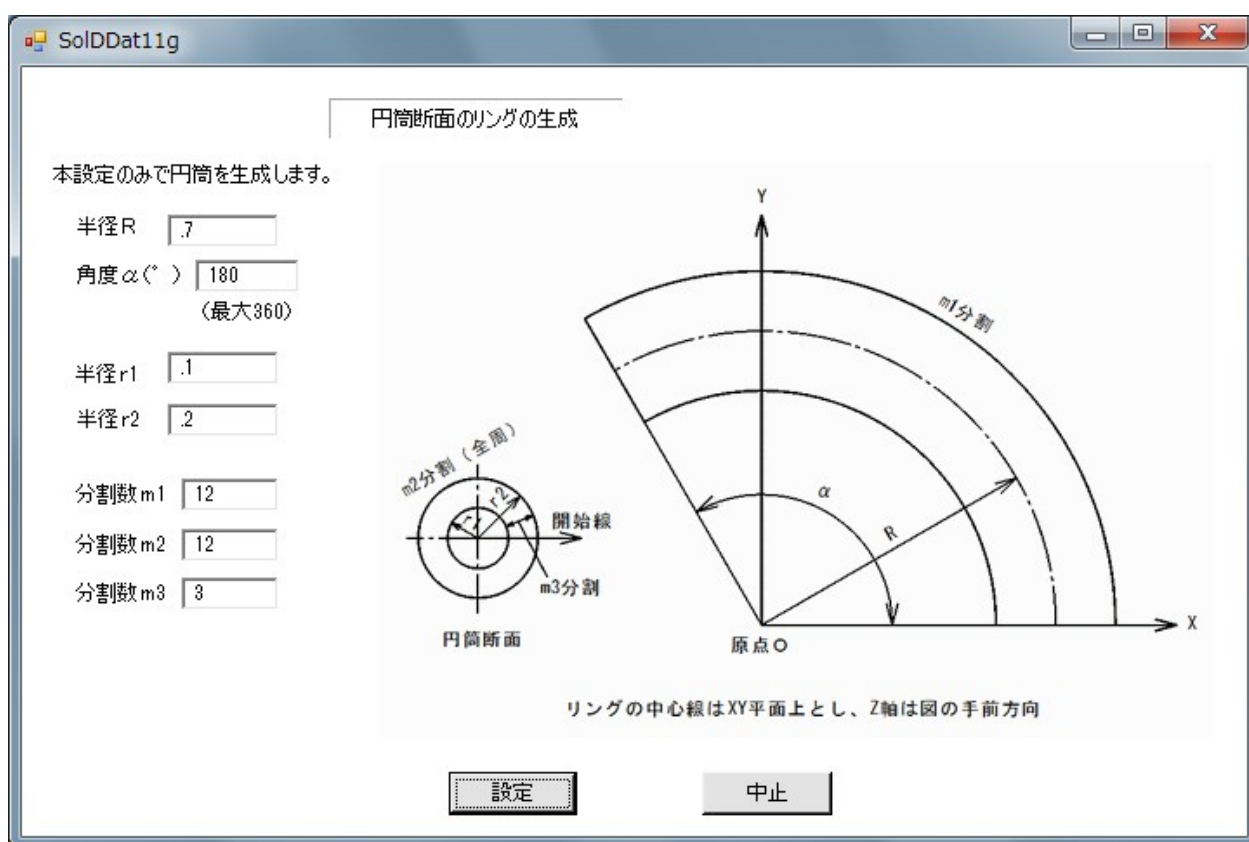 SolDDat11g
円筒断面のリングの生成
本設定のみで円筒を生成します。
半径R .7
角度α(°) 180
(最大360)
半径r1 .1
半径r2 .2
分割数m1 12
分割数m2 12
分割数m3 3
Y
m1分割
α
R
X
原点O
m2分割(全周)
r1
r2
開始線
m3分割
円筒断面
リングの中心線はXY平面上とし、Z軸は図の手前方向
設定
中止